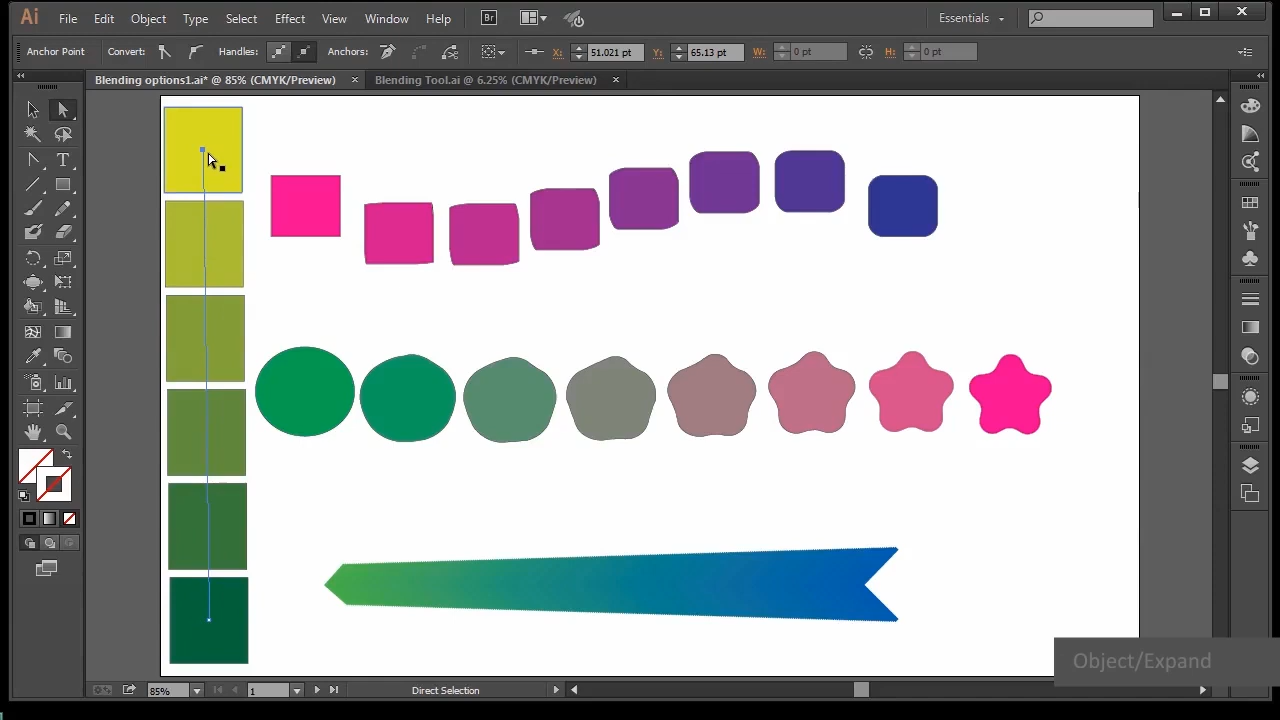 Ai File Edit Object Type Select Effect View Window Help Br Essentials
Anchor Point Convert: Handles: Anchors: X: 51.021 pt Y: 65.13 pt W: 0 pt H: 0 pt
Blending options1.ai* @ 85% (CMYK/Preview) Blending Tool.ai @ 6.25% (CMYK/Preview)
T
Object/Expand
85% 1 Direct Selection